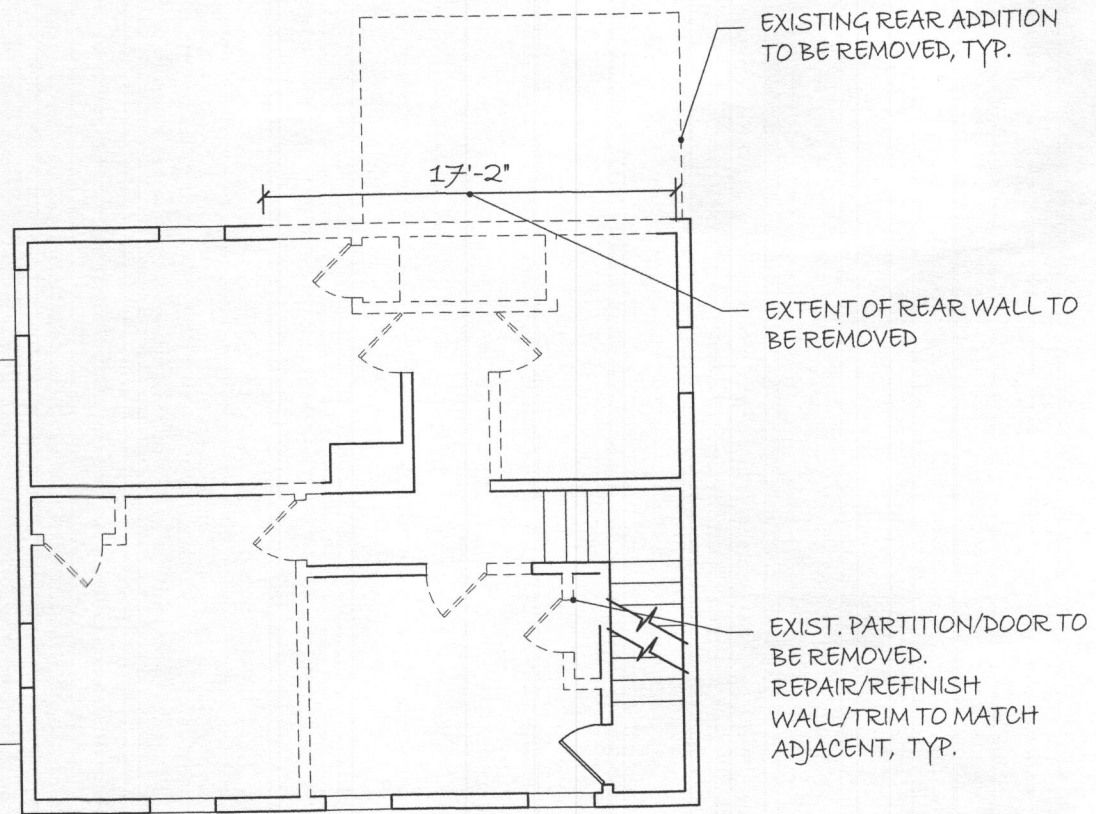 EXISTING REAR ADDITION
TO BE REMOVED, TYP.
17'-2"
EXTENT OF REAR WALL TO
BE REMOVED
EXIST. PARTITION/DOOR TO
BE REMOVED.
REPAIR/REFINISH
WALL/TRIM TO MATCH
ADJACENT, TYP.